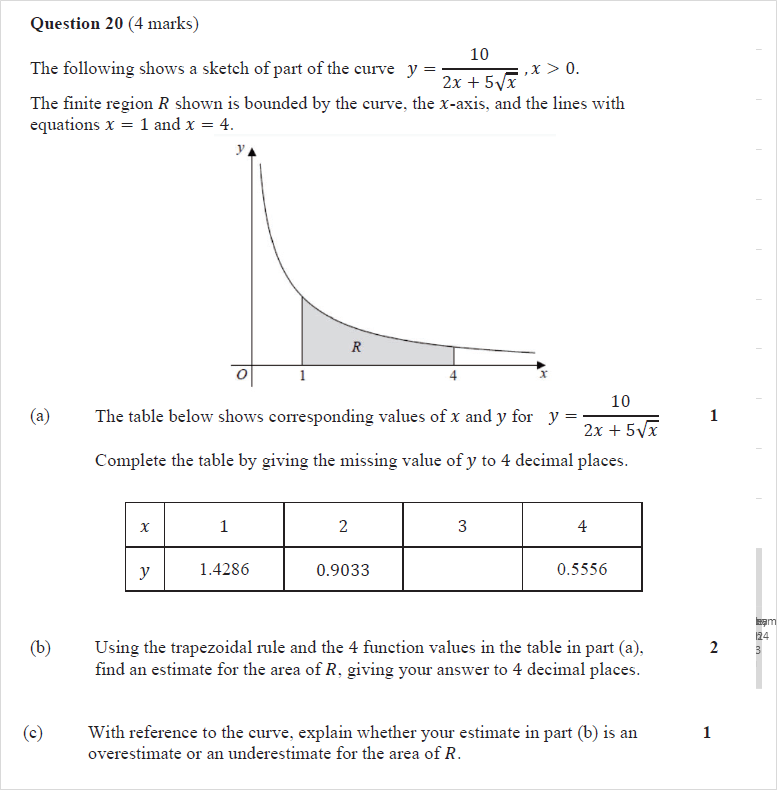 Question 20 (4 marks)
The following shows a sketch of part of the curve y = 10 / (2x + 5√x) , x > 0.
The finite region R shown is bounded by the curve, the x-axis, and the lines with
equations x = 1 and x = 4.
y
R
O 1 4 x
(a) The table below shows corresponding values of x and y for y = 10 / (2x + 5√x) 1
Complete the table by giving the missing value of y to 4 decimal places.
x 1 2 3 4
y 1.4286 0.9033 0.5556
(b) Using the trapezoidal rule and the 4 function values in the table in part (a), 2
find an estimate for the area of R, giving your answer to 4 decimal places.
(c) With reference to the curve, explain whether your estimate in part (b) is an 1
overestimate or an underestimate for the area of R.